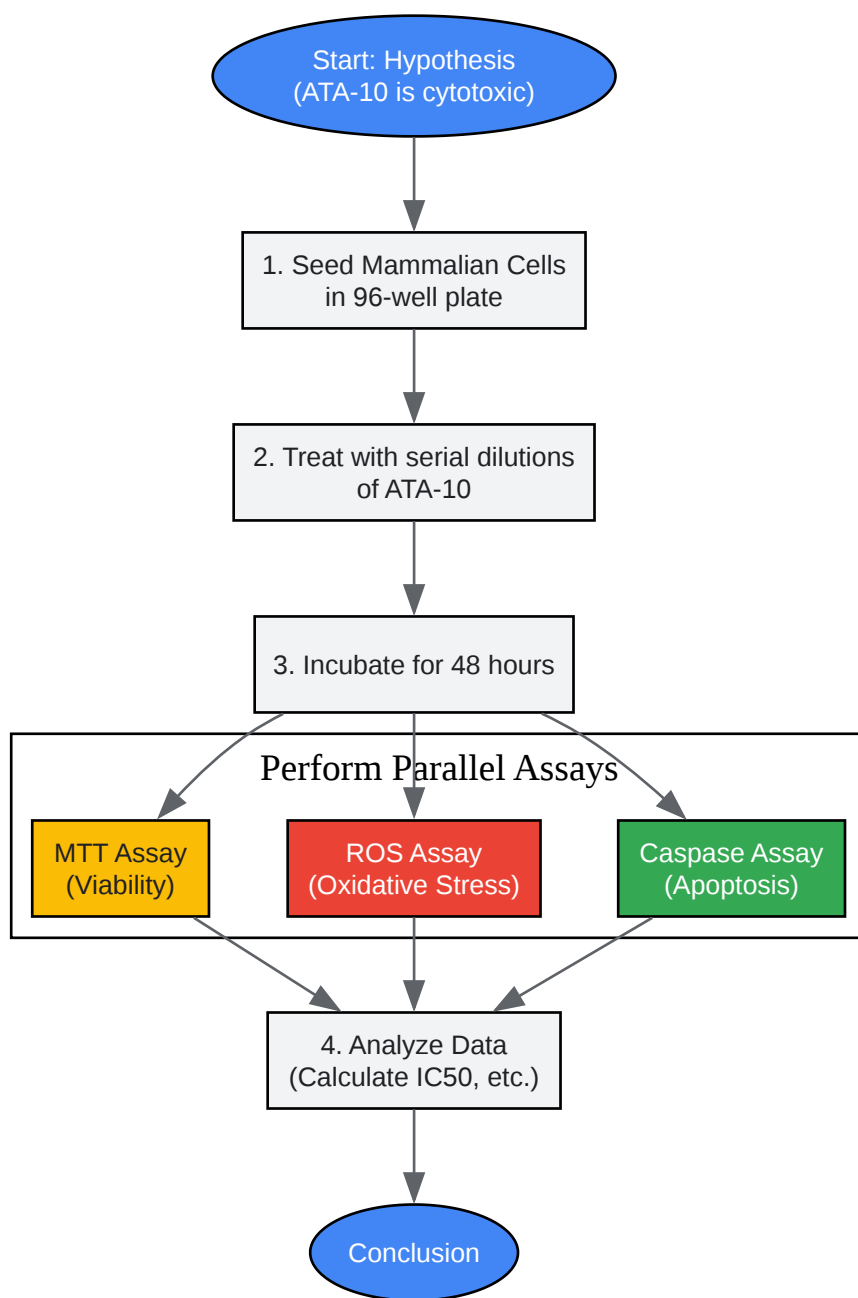 Start: Hypothesis
(ATA-10 is cytotoxic)
1. Seed Mammalian Cells
in 96-well plate
2. Treat with serial dilutions
of ATA-10
3. Incubate for 48 hours
Perform Parallel Assays
MTT Assay
(Viability)
ROS Assay
(Oxidative Stress)
Caspase Assay
(Apoptosis)
4. Analyze Data
(Calculate IC50, etc.)
Conclusion